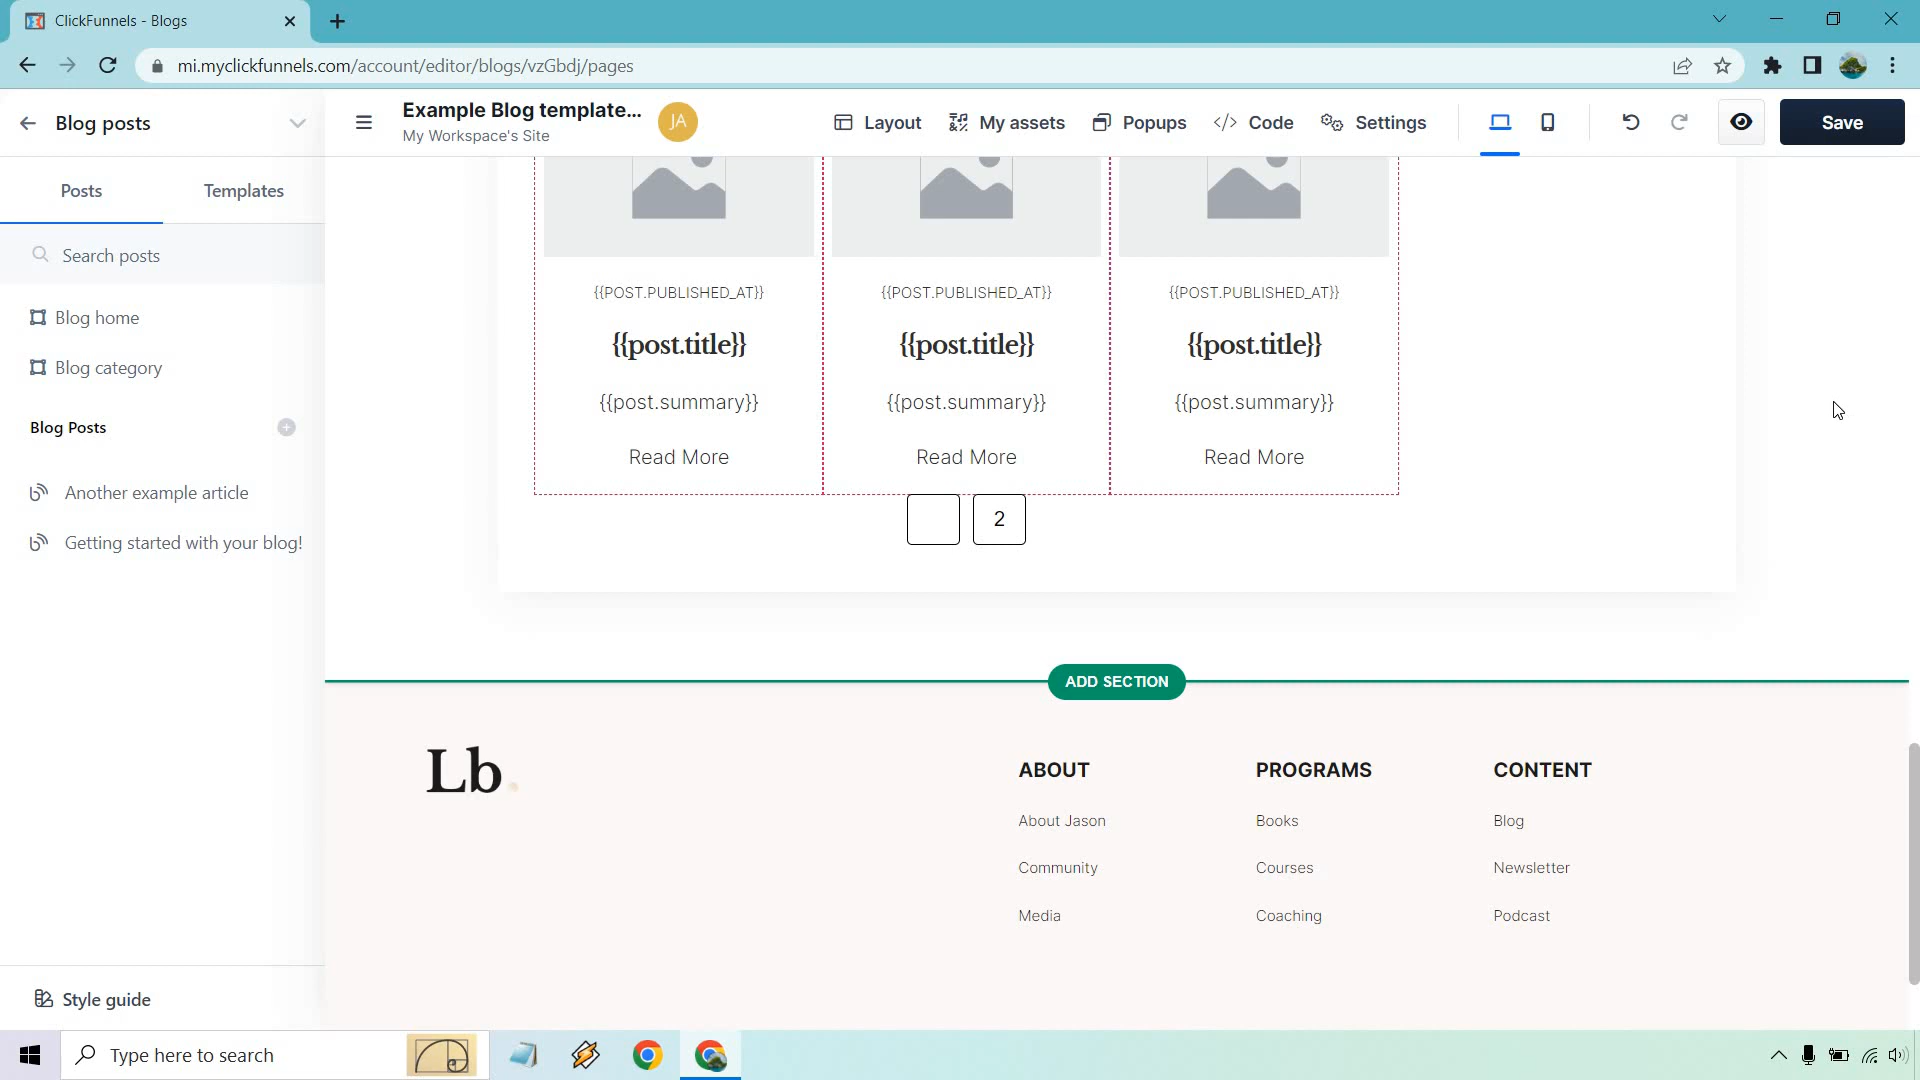 ClickFunnels - Blogs
mi.myclickfunnels.com/account/editor/blogs/vzGbdj/pages
Blog posts
Example Blog template...
My Workspace's Site
JA
Layout
My assets
Popups
Code
Settings
Save
Posts
Templates
Search posts
Blog home
Blog category
Blog Posts
Another example article
Getting started with your blog!
Style guide
{{POST.PUBLISHED_AT}} {{POST.PUBLISHED_AT}} {{POST.PUBLISHED_AT}}
{{post.title}} {{post.title}} {{post.title}}
{{post.summary}} {{post.summary}} {{post.summary}}
Read More Read More Read More
2
ADD SECTION
Lb.
ABOUT
About Jason
Community
Media
PROGRAMS
Books
Courses
Coaching
CONTENT
Blog
Newsletter
Podcast
Type here to search